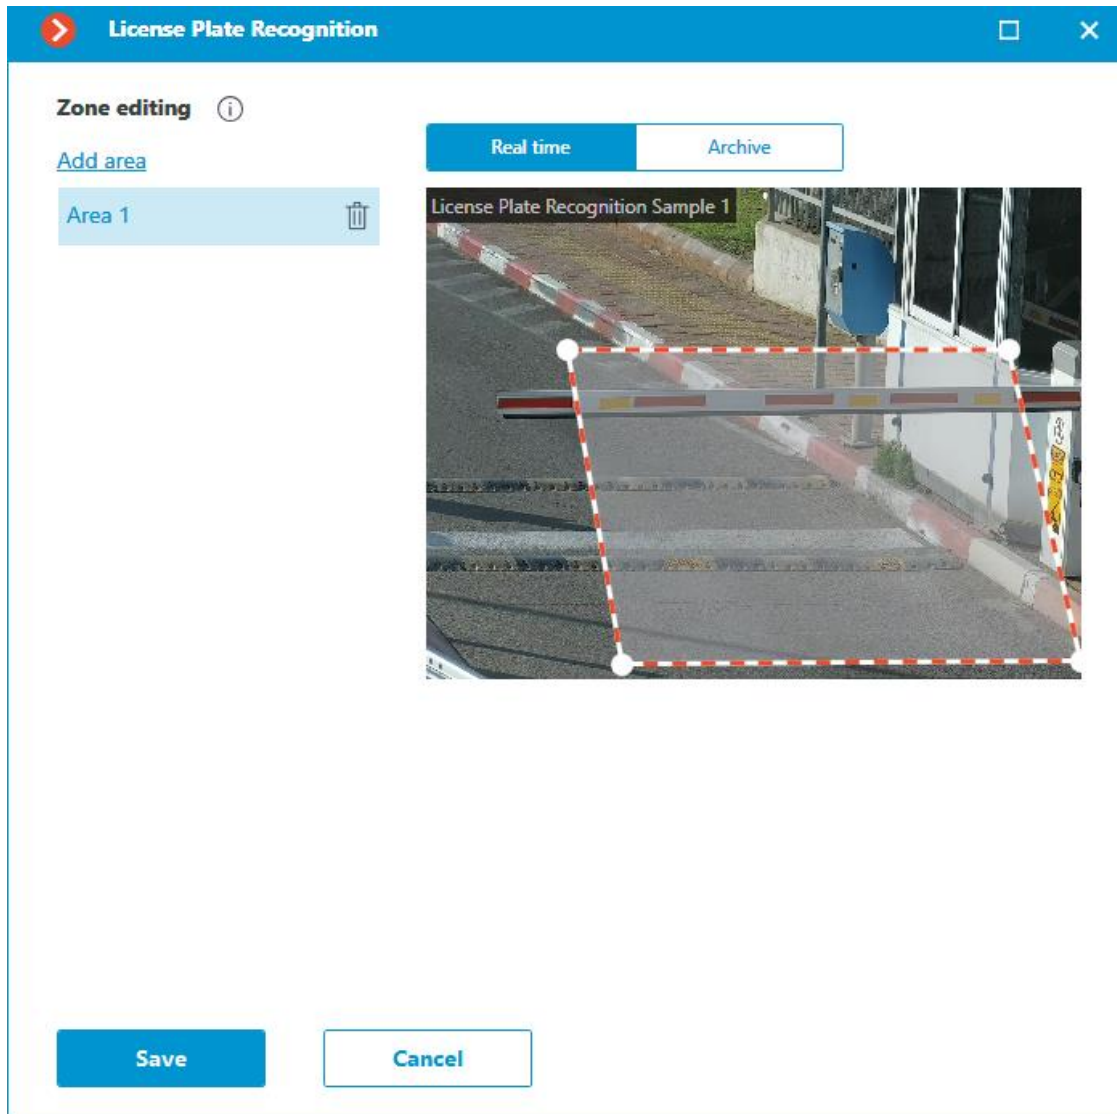 License Plate Recognition
Zone editing
Add area
Real time
Archive
Area 1
License Plate Recognition Sample 1
Save
Cancel